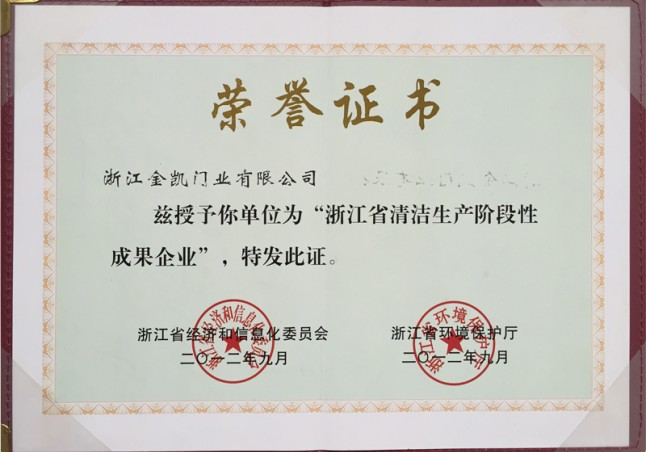 荣誉证书
浙江金凯门业有限公司
兹授予你单位为“浙江省清洁生产阶段性
成果企业”，特发此证。
浙江省经济和信息化委员会
二〇一二年九月
浙江省环境保护厅
二〇一二年九月
浙江省经济和信息化委员会
浙江省环境保护厅